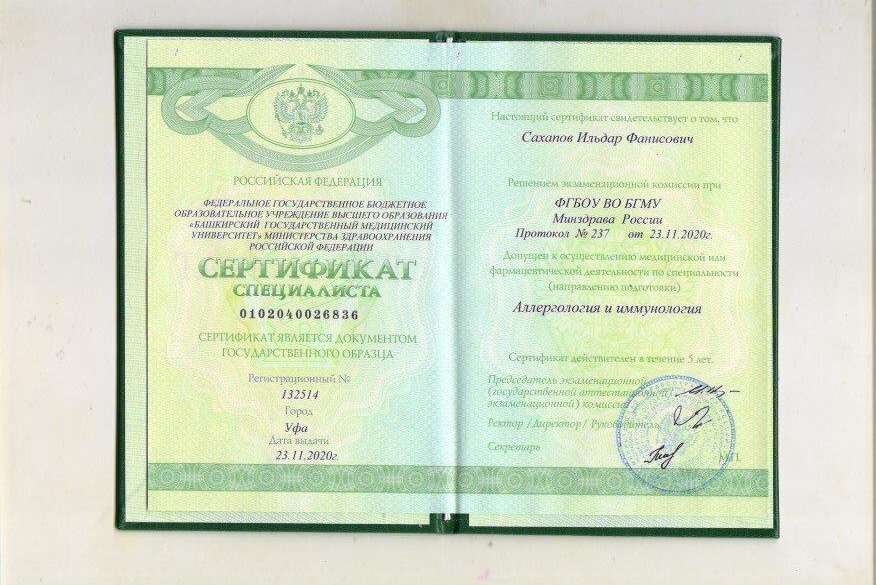 РОССИЙСКАЯ ФЕДЕРАЦИЯ
ФЕДЕРАЛЬНОЕ ГОСУДАРСТВЕННОЕ БЮДЖЕТНОЕ
ОБРАЗОВАТЕЛЬНОЕ УЧРЕЖДЕНИЕ ВЫСШЕГО ОБРАЗОВАНИЯ
«БАШКИРСКИЙ ГОСУДАРСТВЕННЫЙ МЕДИЦИНСКИЙ
УНИВЕРСИТЕТ» МИНИСТЕРСТВА ЗДРАВООХРАНЕНИЯ
РОССИЙСКОЙ ФЕДЕРАЦИИ
СЕРТИФИКАТ
СПЕЦИАЛИСТА
0102040026836
СЕРТИФИКАТ ЯВЛЯЕТСЯ ДОКУМЕНТОМ
ГОСУДАРСТВЕННОГО ОБРАЗЦА
Регистрационный №
132514
Город
Уфа
Дата выдачи
23.11.2020г.
Настоящий сертификат свидетельствует о том, что
Сахапов Ильдар Фанисович
Решением экзаменационной комиссии при
ФГБОУ ВО БГМУ
Минздрава России
Протокол № 237 от 23.11.2020г.
Допущен к осуществлению медицинской или
фармацевтической деятельности по специальности
(направлению подготовки)
Аллергология и иммунология
Сертификат действителен в течение 5 лет.
Председатель экзаменационной
(государственной аттестационной)
экзаменационной) комиссии
Ректор / Директор / Руководитель
Секретарь
М.П.